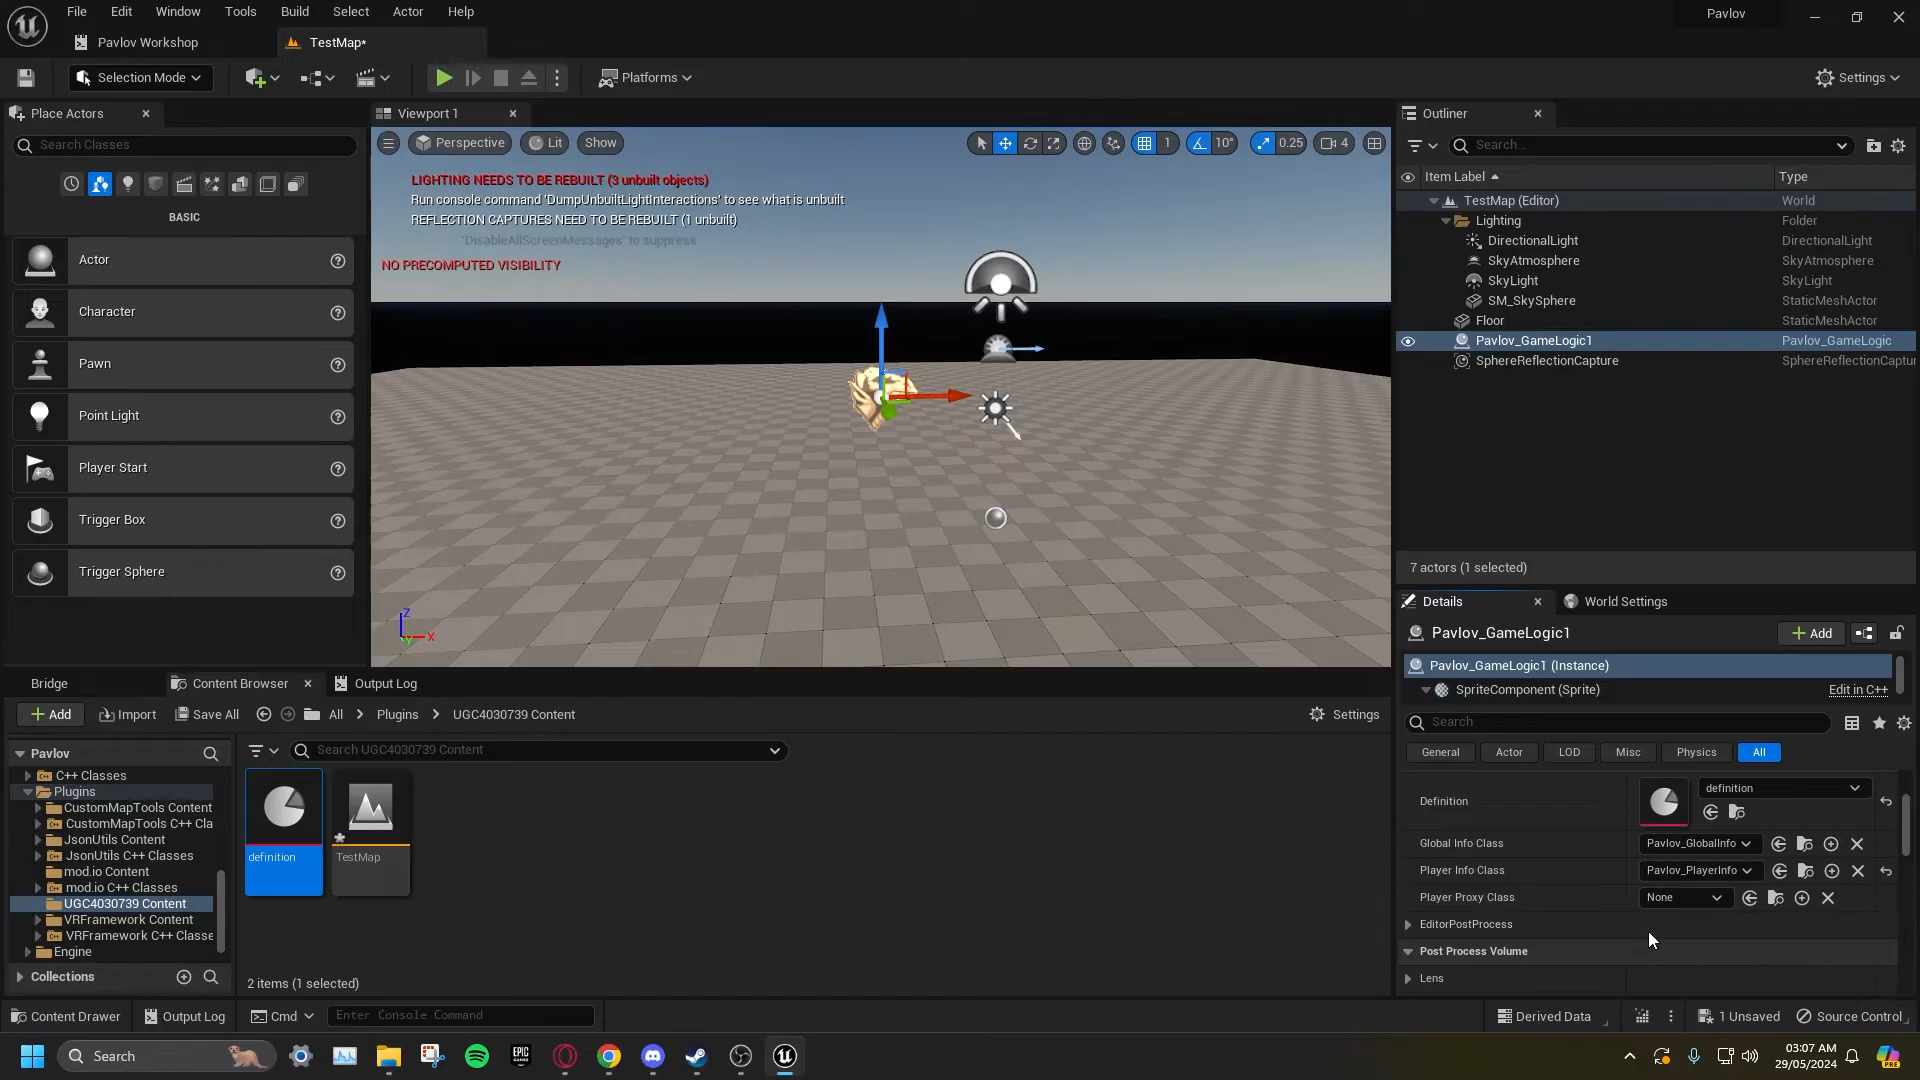 File Edit Window Tools Build Select Actor Help
Pavlov
Pavlov Workshop
TestMap*
Selection Mode
Platforms
Settings
Place Actors
Search Classes
BASIC
Actor
Character
Pawn
Point Light
Player Start
Trigger Box
Trigger Sphere
Viewport 1
Perspective Lit Show
1 10° 0.25 4
LIGHTING NEEDS TO BE REBUILT (3 unbuilt objects)
Run console command 'DumpUnbuiltLightInteractions' to see what is unbuilt
REFLECTION CAPTURES NEED TO BE REBUILT (1 unbuilt)
'DisableAllScreenMessages' to suppress
NO PRECOMPUTED VISIBILITY
Z
X
Y
Outliner
Search...
Item Label Type
TestMap (Editor) World
Lighting Folder
DirectionalLight DirectionalLight
SkyAtmosphere SkyAtmosphere
SkyLight SkyLight
SM_SkySphere StaticMeshActor
Floor StaticMeshActor
Pavlov_GameLogic1 Pavlov_GameLogic
SphereReflectionCapture SphereReflectionCaptur
7 actors (1 selected)
Details
World Settings
Pavlov_GameLogic1
Add
Pavlov_GameLogic1 (Instance)
SpriteComponent (Sprite) Edit in C++
Search
General Actor LOD Misc Physics All
Definition definition
Global Info Class Pavlov_GlobalInfo
Player Info Class Pavlov_PlayerInfo
Player Proxy Class None
EditorPostProcess
Post Process Volume
Lens
Bridge
Content Browser
Output Log
Add Import Save All All Plugins UGC4030739 Content Settings
Pavlov
C++ Classes
Plugins
CustomMapTools Content
CustomMapTools C++ Cla
JsonUtils Content
JsonUtils C++ Classes
mod.io Content
mod.io C++ Classes
UGC4030739 Content
VRFramework Content
VRFramework C++ Classe
Engine
Collections
Search UGC4030739 Content
definition
TestMap
2 items (1 selected)
Content Drawer Output Log Cmd Enter Console Command Derived Data 1 Unsaved Source Control
Search
EPIC
GAMES
03:07 AM
29/05/2024
PRE